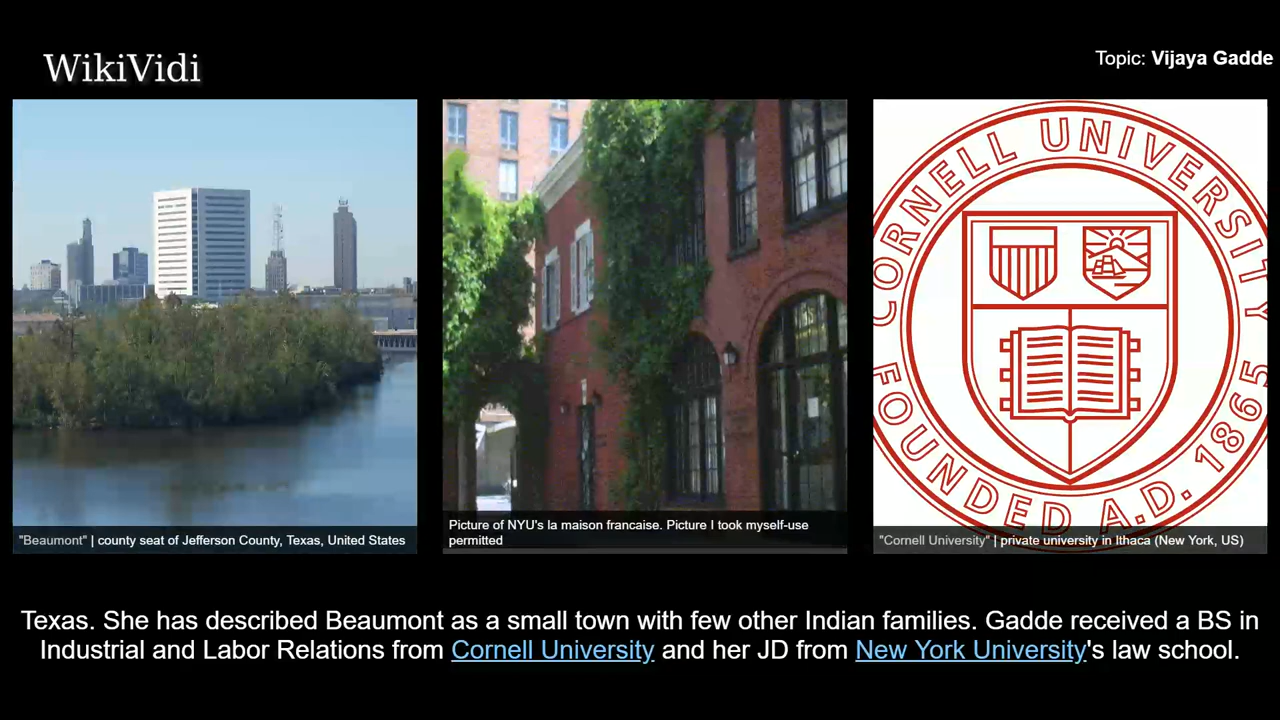 WikiVidi
Topic: Vijaya Gadde
CORNELL UNIVERSITY
FOUNDED A.D. 1865
"Beaumont" | county seat of Jefferson County, Texas, United States
Picture of NYU's la maison francaise. Picture I took myself-use
permitted
"Cornell University" | private university in Ithaca (New York, US)
Texas. She has described Beaumont as a small town with few other Indian families. Gadde received a BS in
Industrial and Labor Relations from Cornell University and her JD from New York University's law school.